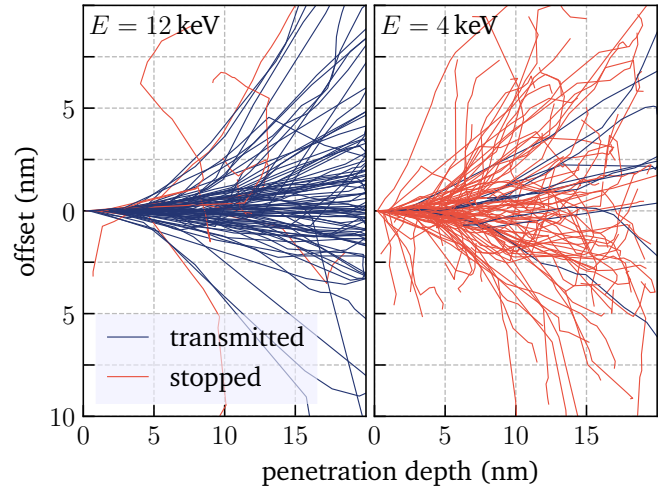 E = 12 keV
E = 4 keV
5
0
5
10
offset (nm)
transmitted
stopped
0 5 10 15
0 5 10 15
penetration depth (nm)